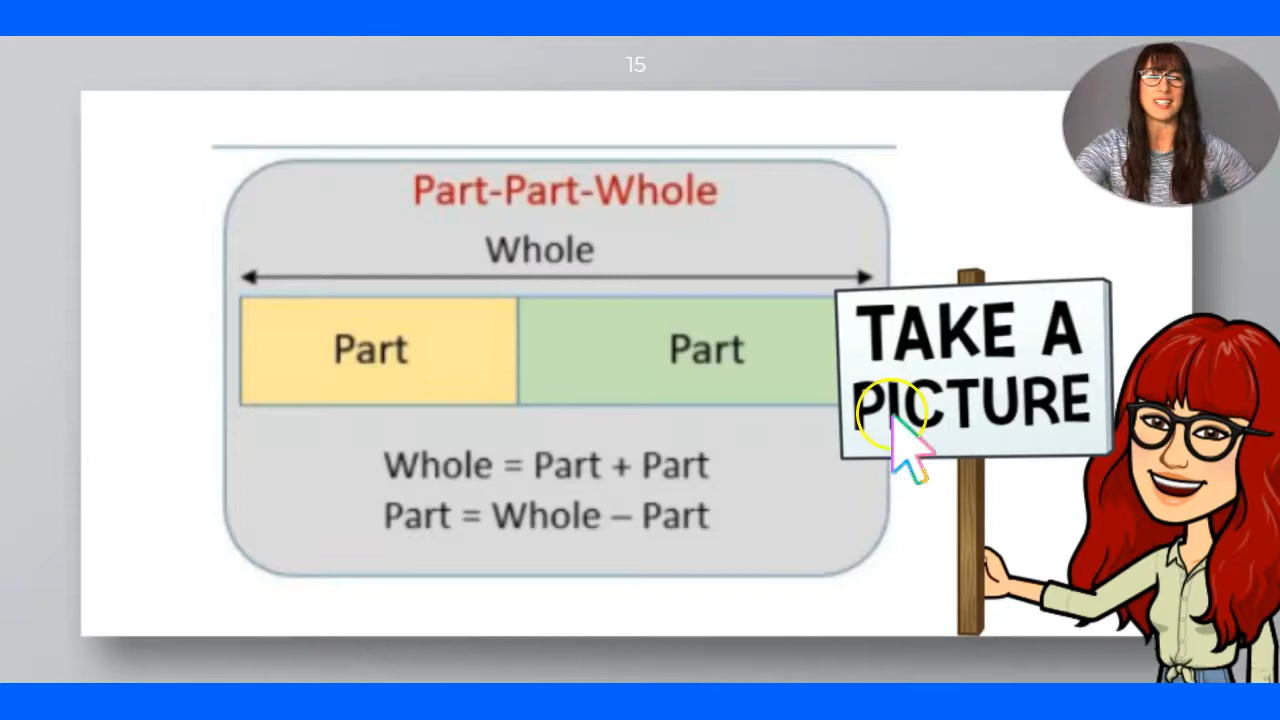 15
Part-Part-Whole
Whole
Part Part
Whole = Part + Part
Part = Whole – Part
TAKE A
PICTURE